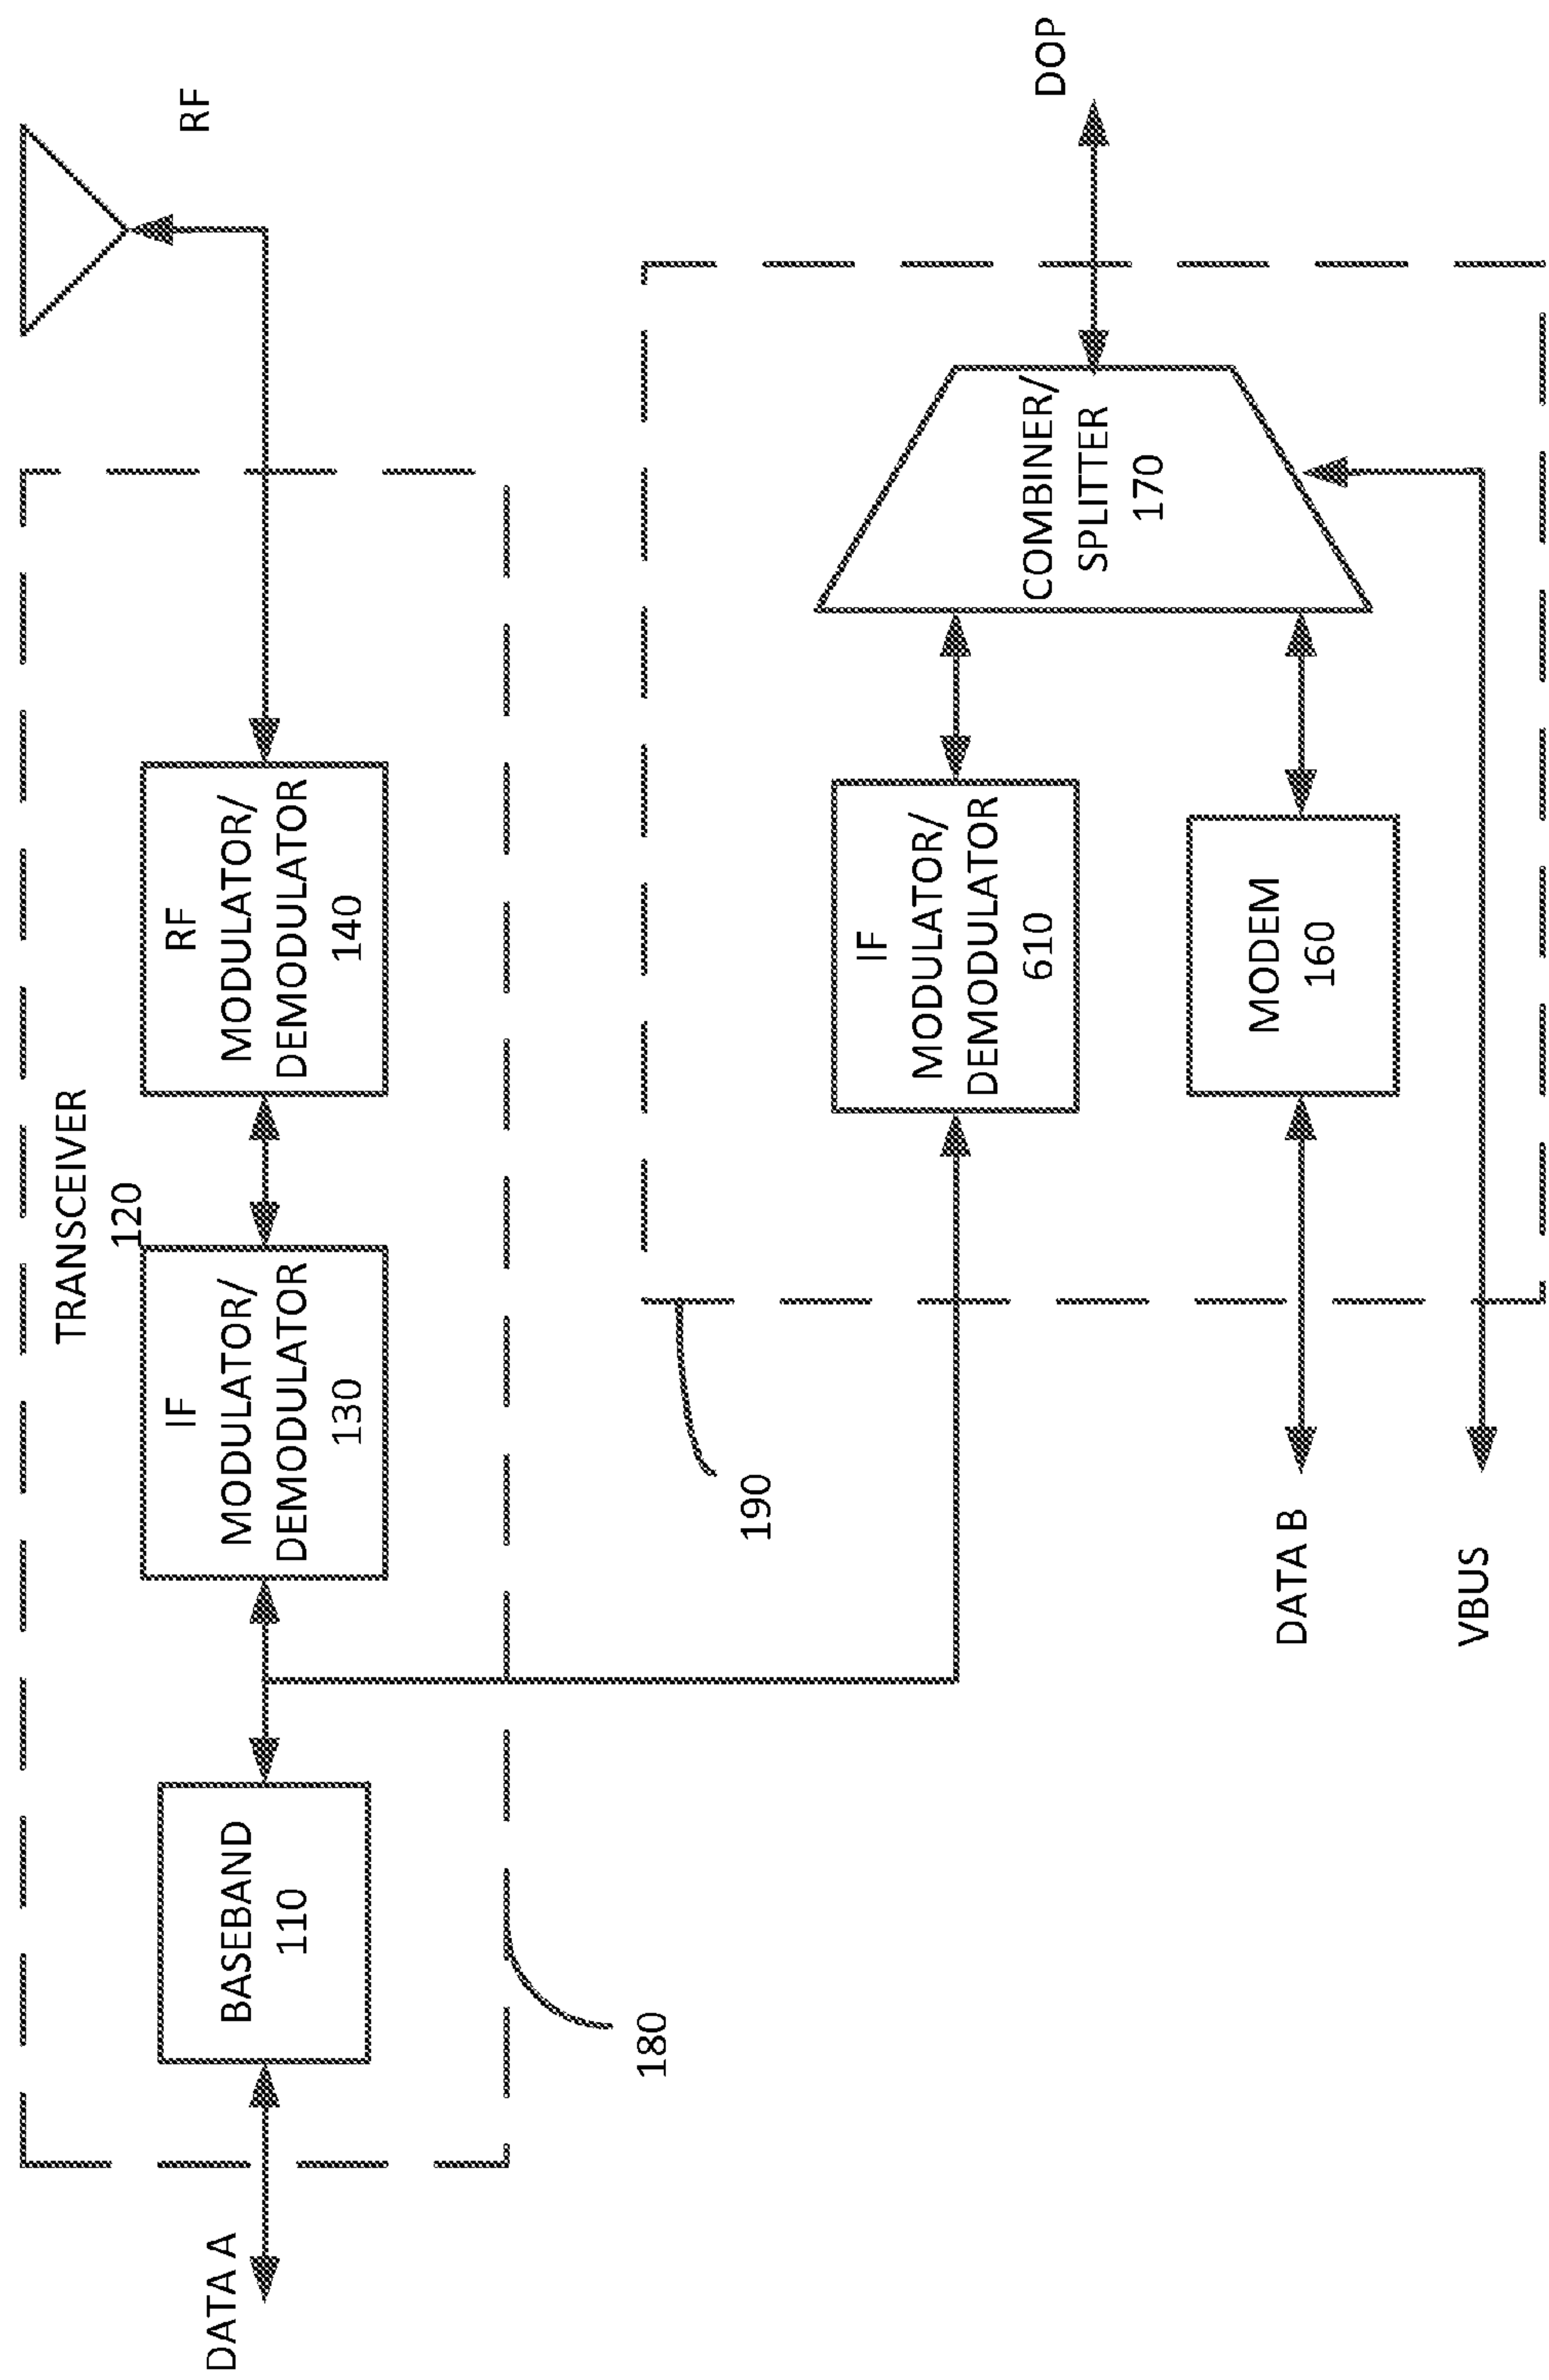 TRANSCEIVER
120
RF
DATA A
BASEBAND
110
IF
MODULATOR/
DEMODULATOR
130
RF
MODULATOR/
DEMODULATOR
140
180
190
IF
MODULATOR/
DEMODULATOR
610
COMBINER/
SPLITTER
170
DOP
DATA B
MODEM
160
VBUS